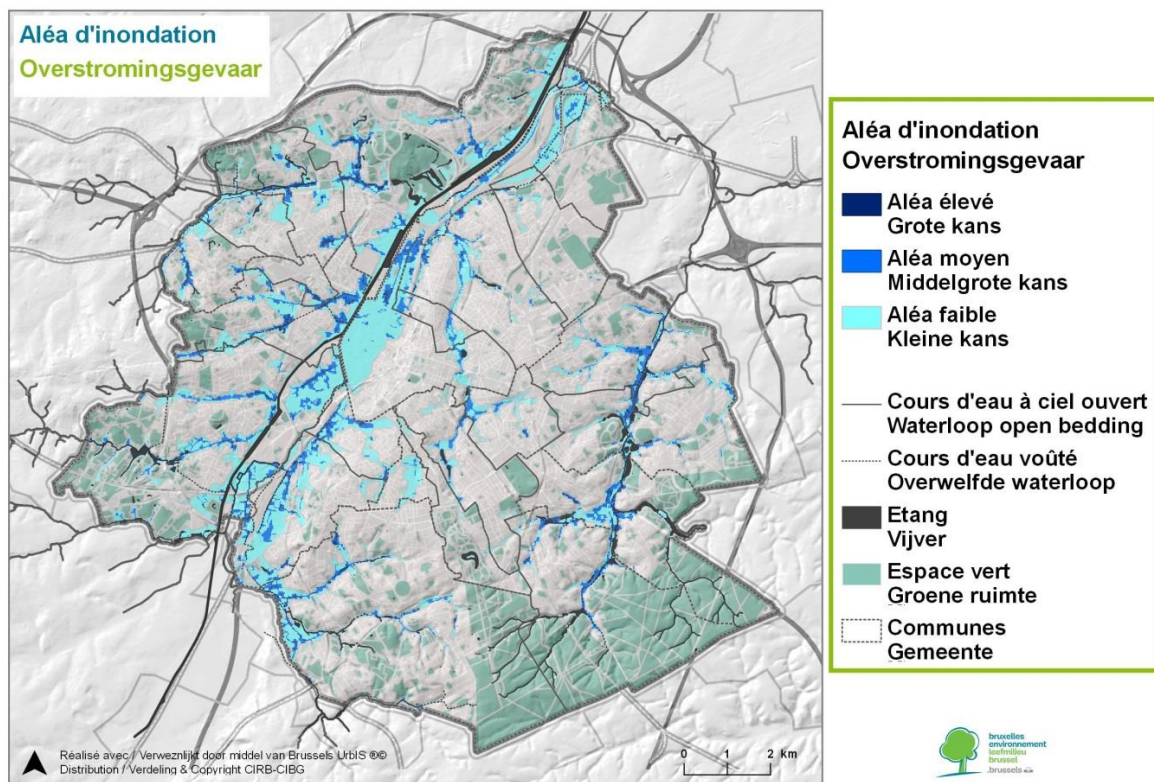 Aléa d'inondation
Overstromingsgevaar
Réalisé avec / Verweznlijkt door middel van Brussels UrbIS ®©
Distribution / Verdeling & Copyright CIRB-CIBG
0 1 2 km
Aléa d'inondation
Overstromingsgevaar
Aléa élevé
Grote kans
Aléa moyen
Middelgrote kans
Aléa faible
Kleine kans
Cours d'eau à ciel ouvert
Waterloop open bedding
Cours d'eau voûté
Overwelfde waterloop
Etang
Vijver
Espace vert
Groene ruimte
Communes
Gemeente
bruxelles
environnement
leefmilieu
brussel
.brussels